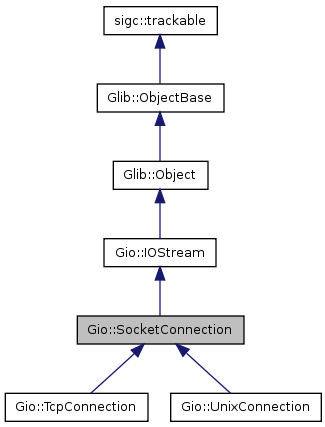 sigc::trackable
Glib::ObjectBase
Glib::Object
Gio::IOStream
Gio::SocketConnection
Gio::TcpConnection
Gio::UnixConnection